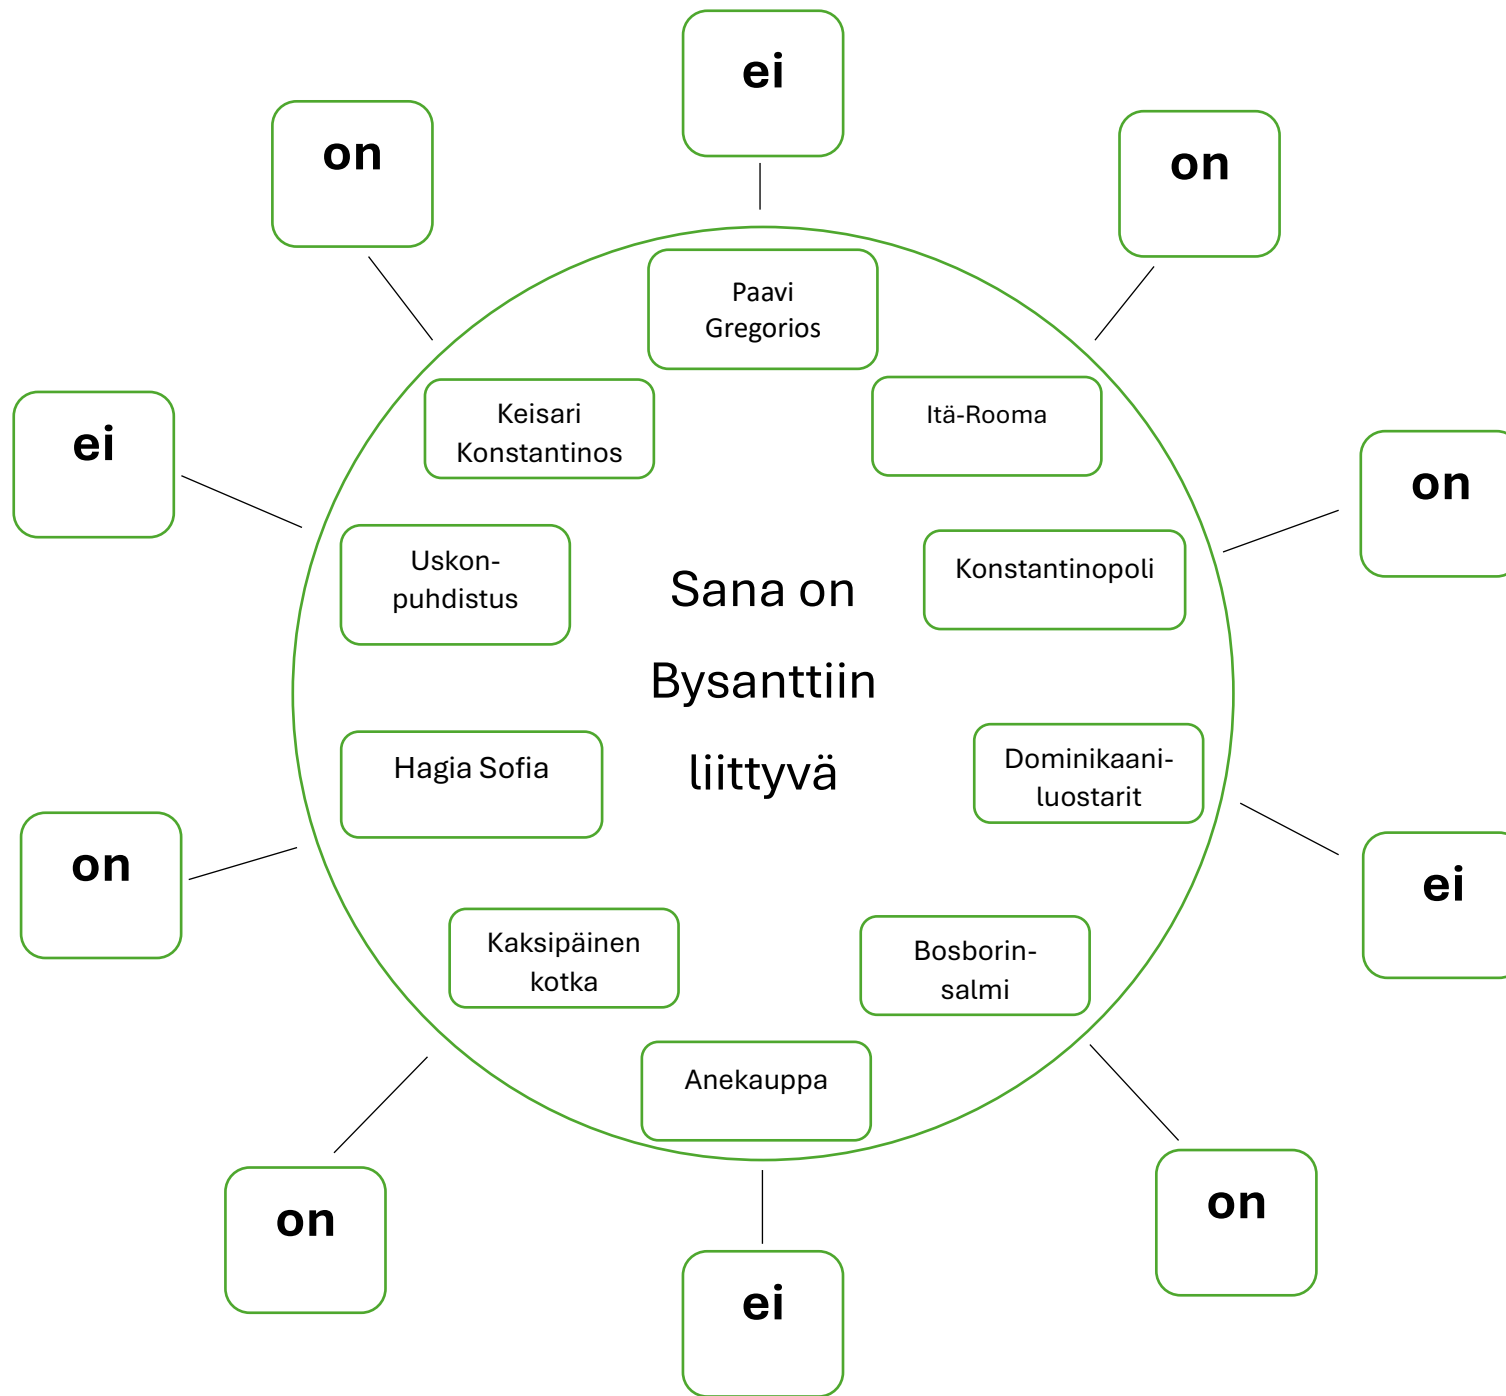 ei
on
on
Paavi
Gregorios
Keisari
Konstantinos
Itä-Rooma
ei
on
Uskon-
puhdistus
Konstantinopoli
Sana on
Bysanttiin
liittyvä
Hagia Sofia
Dominikaani-
luostarit
on
ei
Kaksipäinen
kotka
Bosborin-
salmi
Anekauppa
on
on
ei